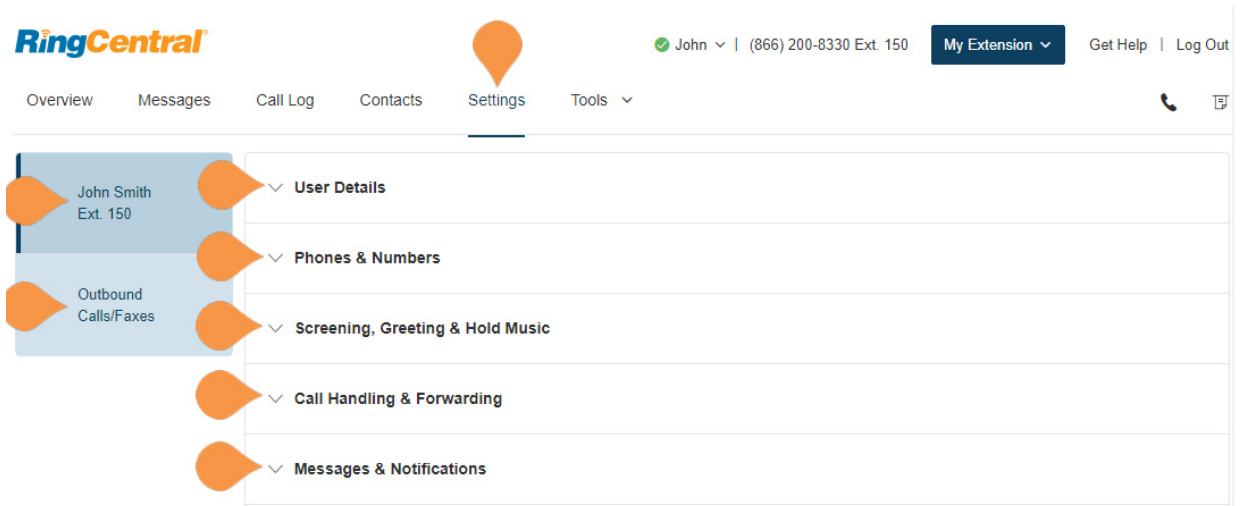 RingCentral®
John | (866) 200-8330 Ext. 150 My Extension Get Help | Log Out
Overview Messages Call Log Contacts Settings Tools
John Smith
Ext. 150
Outbound
Calls/Faxes
User Details
Phones & Numbers
Screening, Greeting & Hold Music
Call Handling & Forwarding
Messages & Notifications